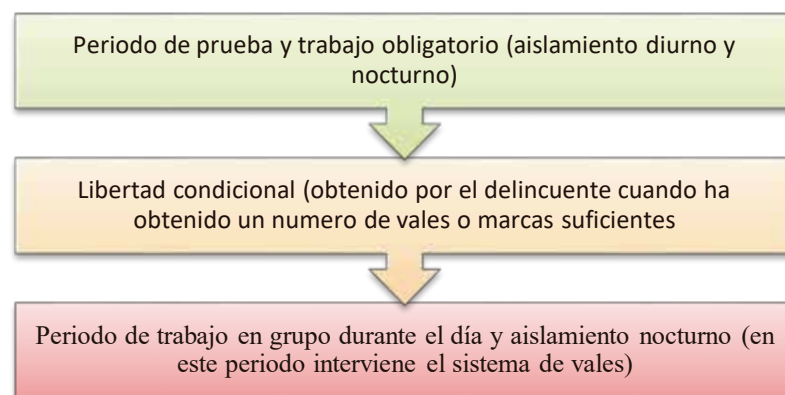 Periodo de prueba y trabajo obligatorio (aislamiento diurno y
nocturno)
Libertad condicional (obtenido por el delincuente cuando ha
obtenido un numero de vales o marcas suficientes
Periodo de trabajo en grupo durante el día y aislamiento nocturno (en
este periodo interviene el sistema de vales)